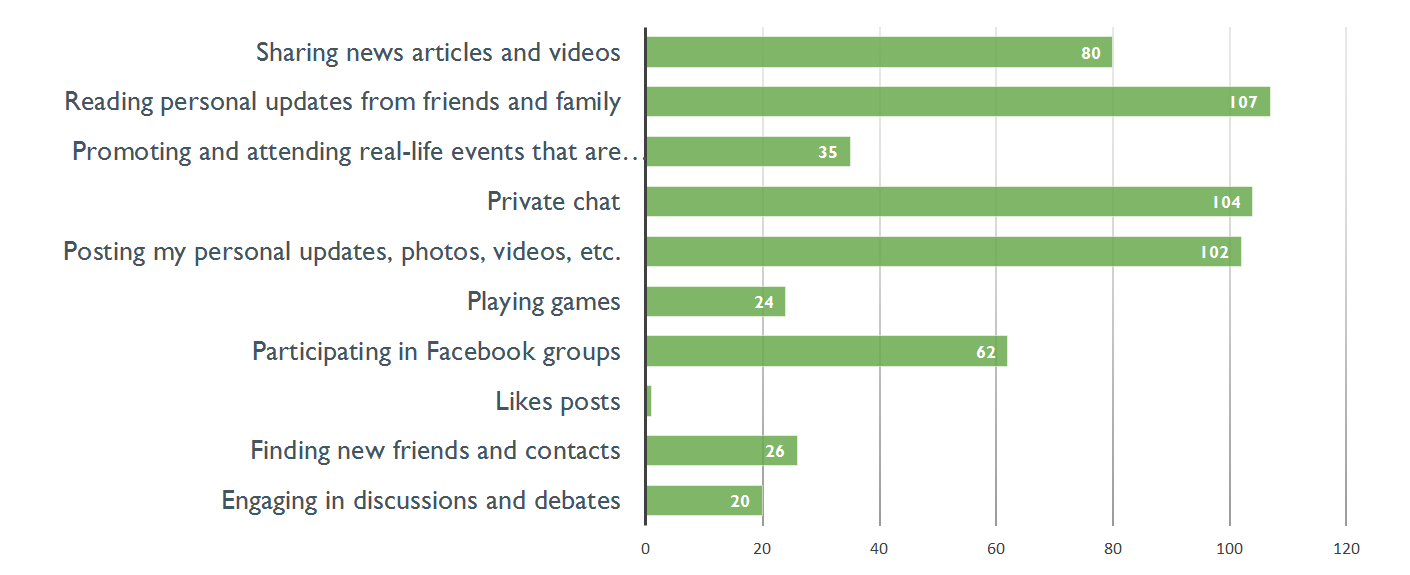 Sharing news articles and videos 80
Reading personal updates from friends and family 107
Promoting and attending real-life events that are… 35
Private chat 104
Posting my personal updates, photos, videos, etc. 102
Playing games 24
Participating in Facebook groups 62
Likes posts
Finding new friends and contacts 26
Engaging in discussions and debates 20
0 20 40 60 80 100 120